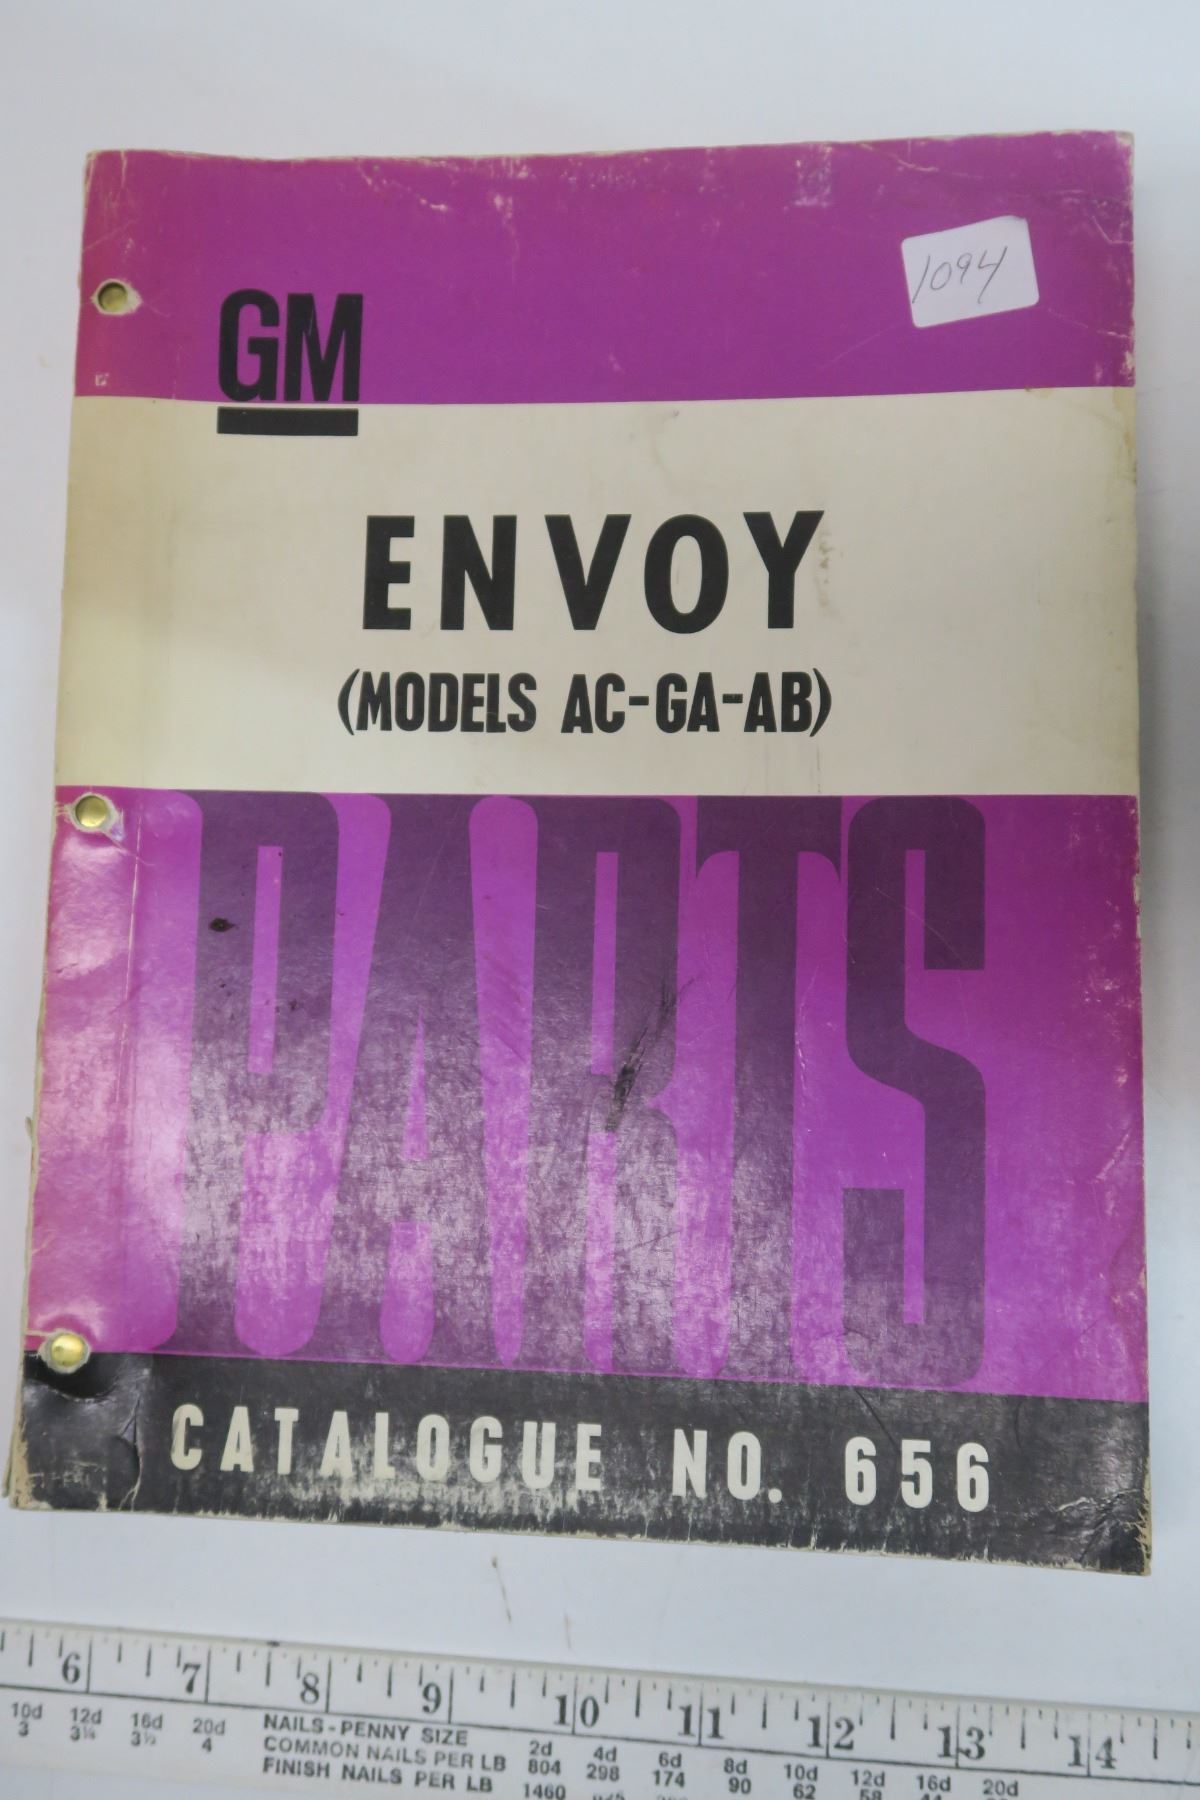 1094
GM
ENVOY
(MODELS AC-GA-AB)
PARTS
CATALOGUE NO. 656
6 7 8 9 10 11 12 13 14
10d 12d 16d 20d NAILS-PENNY SIZE 2d 4d 6d 8d 10d 12d 16d 20d
3 3¼ 3½ 4 COMMON NAILS PER LB 804 298 174 90 62 58
FINISH NAILS PER LB 1460